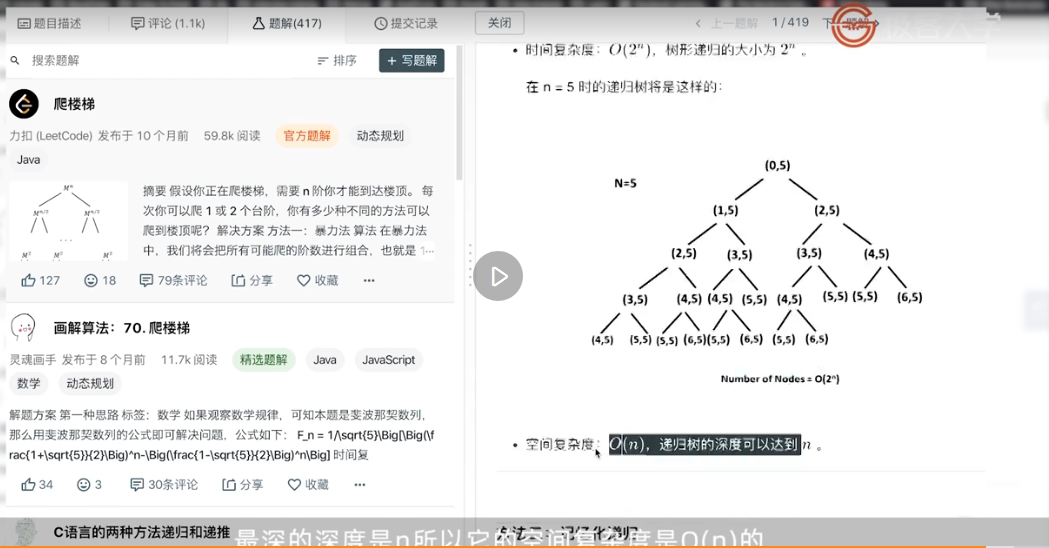 题目描述
评论 (1.1k)
题解(417)
提交记录
关闭
上一题解
1/419
搜索题解
排序
+ 写题解
爬楼梯
力扣 (LeetCode) 发布于 10 个月前 59.8k 阅读 官方题解 动态规划
Java
摘要 假设你正在爬楼梯，需要 n 阶你才能到达楼顶。 每
次你可以爬 1 或 2 个台阶，你有多少种不同的方法可以
爬到楼顶呢？ 解决方案 方法一：暴力法 算法 在暴力法
中，我们将会把所有可能爬的阶数进行组合，也就是 1…
127 18 79条评论 分享 收藏 ···
画解算法：70. 爬楼梯
灵魂画手 发布于 8 个月前 11.7k 阅读 精选题解 Java JavaScript
数学 动态规划
解题方案 第一种思路 标签：数学 如果观察数学规律，可知本题是斐波那契数列，
那么用斐波那契数列的公式即可解决问题，公式如下： F_n = 1/\sqrt{5}\Big[\Big(\f
rac{1+\sqrt{5}}{2}\Big)^n-\Big(\frac{1-\sqrt{5}}{2}\Big)^n\Big] 时间复
34 3 30条评论 分享 收藏 ···
C语言的两种方法递归和递推
• 时间复杂度：O(2ⁿ)，树形递归的大小为 2ⁿ 。
在 n = 5 时的递归树将是这样的：
N=5
(0,5)
(1,5) (2,5)
(2,5) (3,5) (3,5) (4,5)
(3,5) (4,5) (4,5) (5,5) (4,5) (5,5) (5,5) (6,5)
(4,5) (5,5) (5,5) (6,5)(5,5) (6,5) (5,5) (6,5)
Number of Nodes = O(2ⁿ)
• 空间复杂度：O(n)，递归树的深度可以达到 n 。
最深的深度是n所以它的空间复杂度是O(n)的